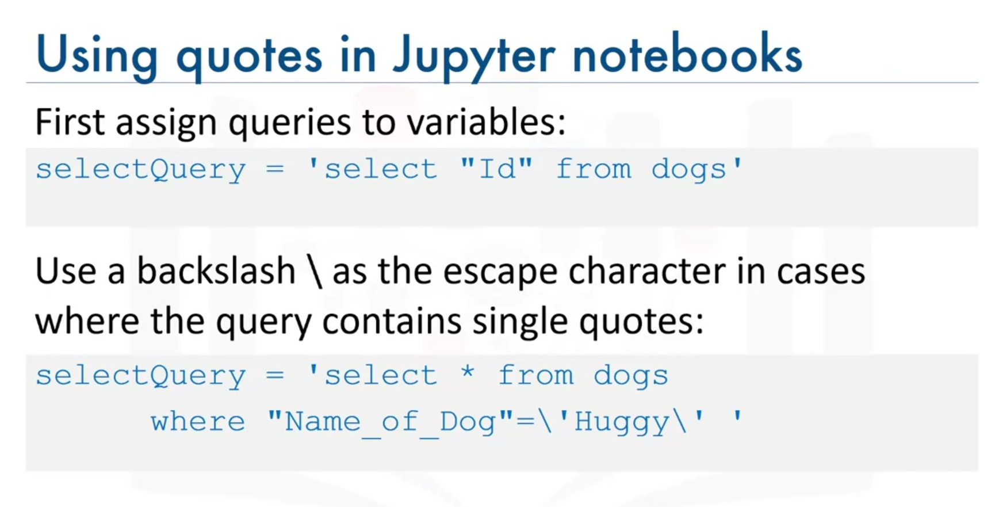 Using quotes in Jupyter notebooks
First assign queries to variables:
selectQuery = 'select "Id" from dogs'
Use a backslash \ as the escape character in cases
where the query contains single quotes:
selectQuery = 'select * from dogs
where "Name_of_Dog"=\'Huggy\' '